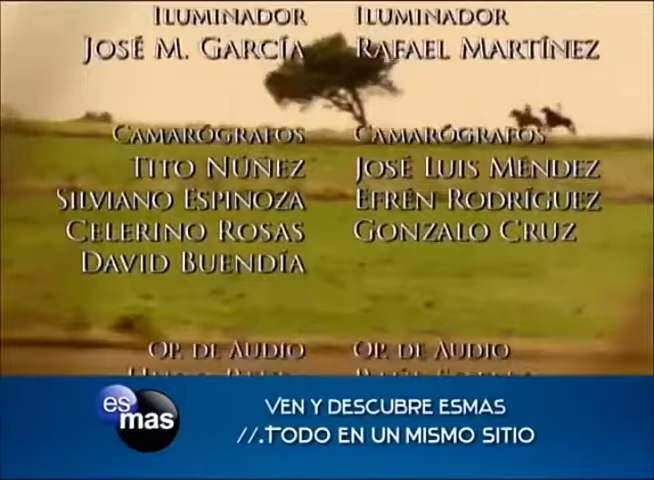 ILUMINADOR
JOSÉ M. GARCÍA
ILUMINADOR
RAFAEL MARTÍNEZ
CAMARÓGRAFOS
TITO NÚÑEZ
SILVIANO ESPINOZA
CELERINO ROSAS
DAVID BUENDÍA
CAMARÓGRAFOS
JOSÉ LUIS MÉNDEZ
EFRÉN RODRÍGUEZ
GONZALO CRUZ
OP. DE AUDIO
OP. DE AUDIO
es
mas
VEN Y DESCUBRE ESMAS
//.TODO EN UN MISMO SITIO